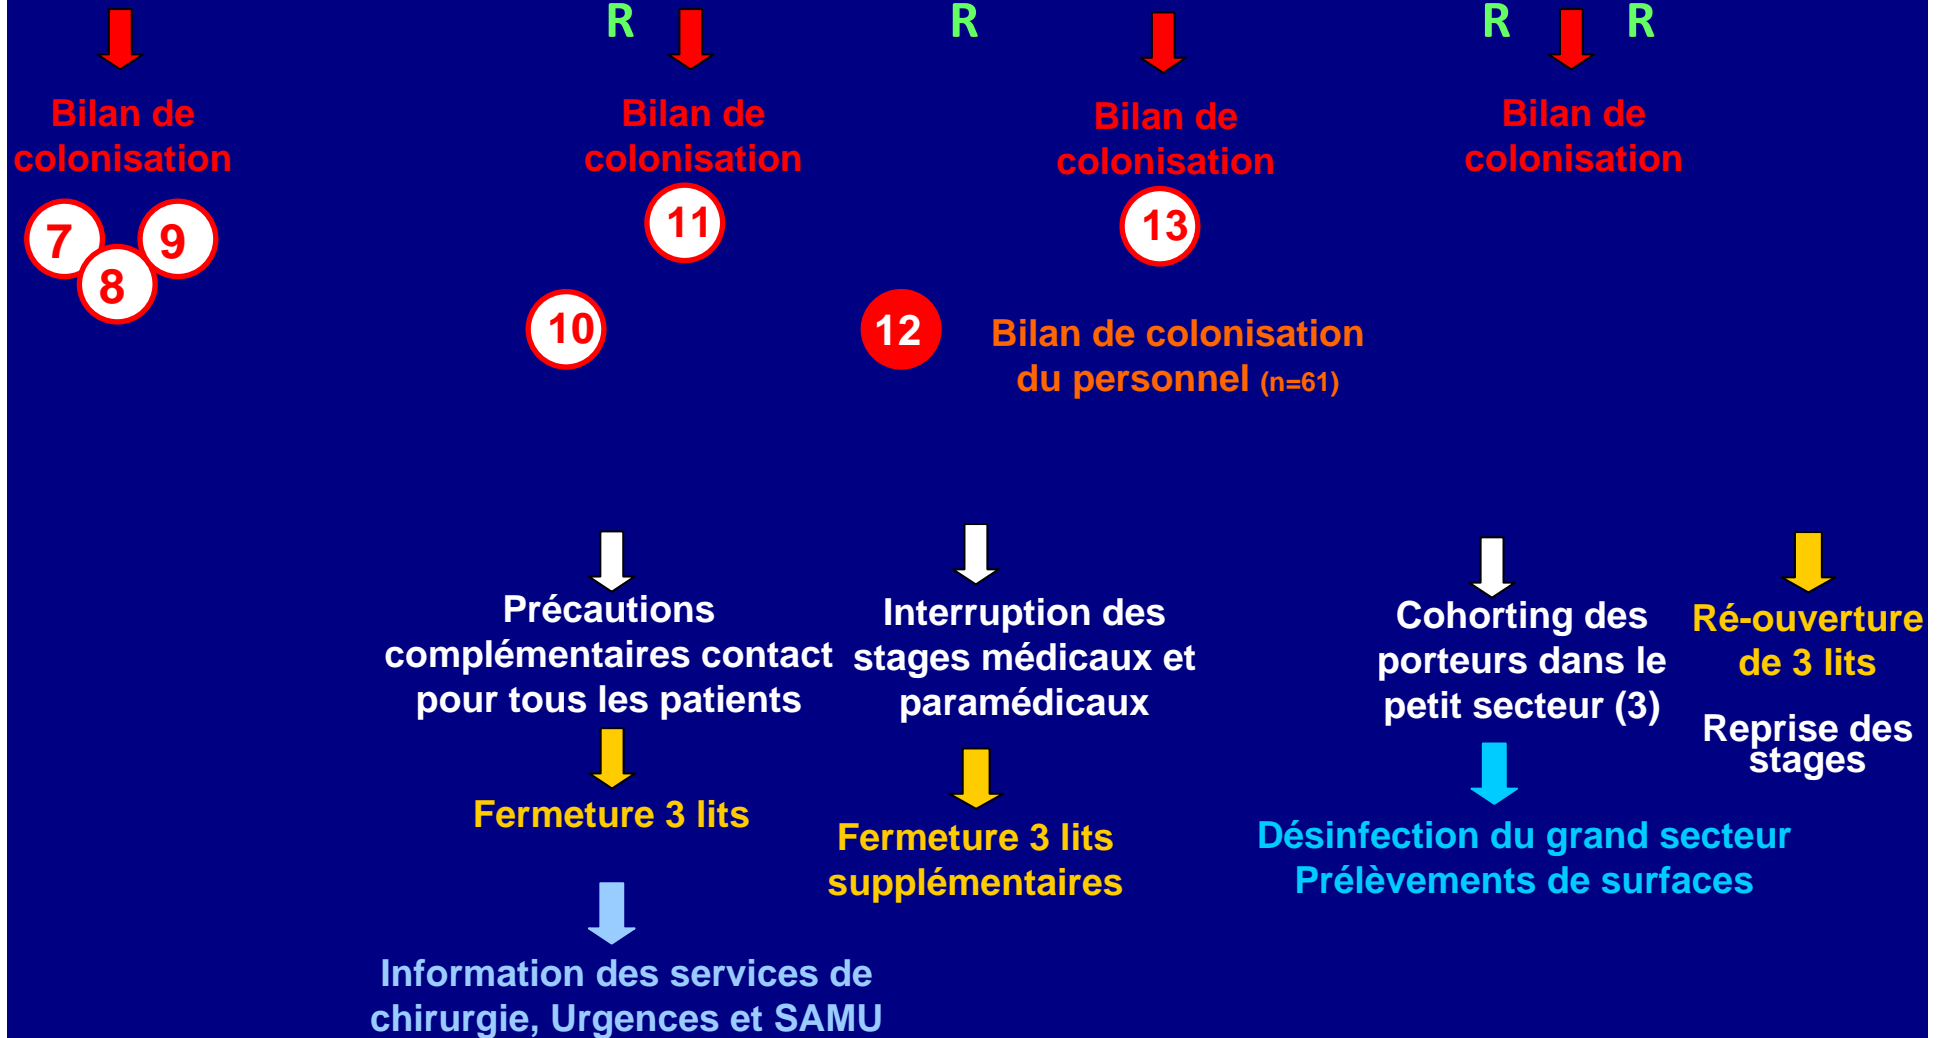 R
R
R
R
Bilan de
colonisation
Bilan de
colonisation
Bilan de
colonisation
Bilan de
colonisation
7
8
9
11
13
10
12
Bilan de colonisation
du personnel (n=61)
Précautions
complémentaires contact
pour tous les patients
Interruption des
stages médicaux et
paramédicaux
Cohorting des
porteurs dans le
petit secteur (3)
Ré-ouverture
de 3 lits
Reprise des
stages
Fermeture 3 lits
Fermeture 3 lits
supplémentaires
Désinfection du grand secteur
Prélèvements de surfaces
Information des services de
chirurgie, Urgences et SAMU